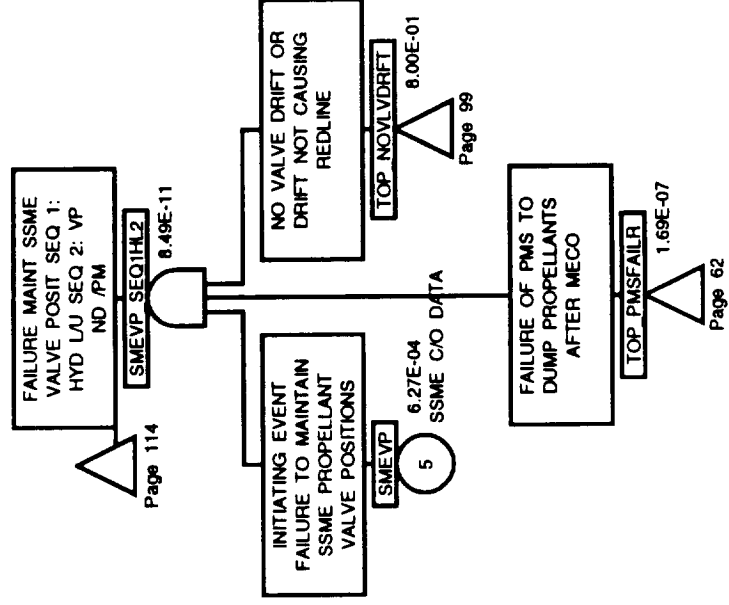 FAILURE MAINT SSME
VALVE POSIT SEQ 1:
HYD L/U SEQ 2: VP
ND /PM
SMEVP SEQ1HL2
8.49E-11
Page 114
INITIATING EVENT
FAILURE TO MAINTAIN
SSME PROPELLANT
VALVE POSITIONS
SMEVP
5
6.27E-04
SSME C/O DATA
NO VALVE DRIFT OR
DRIFT NOT CAUSING
REDLINE
TOP NOVLVDRFT
8.00E-01
Page 99
FAILURE OF PMS TO
DUMP PROPELLANTS
AFTER MECO
TOP PMSFAILR
1.69E-07
Page 62